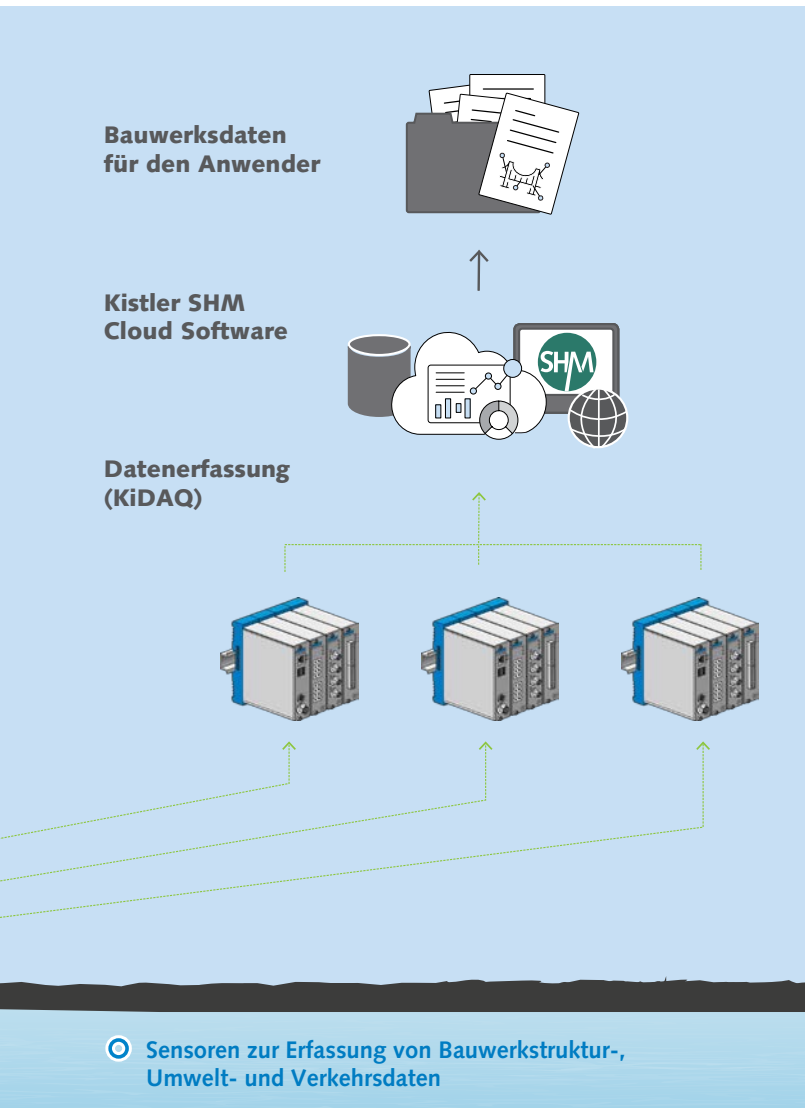 Bauwerksdaten
für den Anwender
Kistler SHM
Cloud Software
SHM
Datenerfassung
(KiDAQ)
Sensoren zur Erfassung von Bauwerkstruktur-,
Umwelt- und Verkehrsdaten